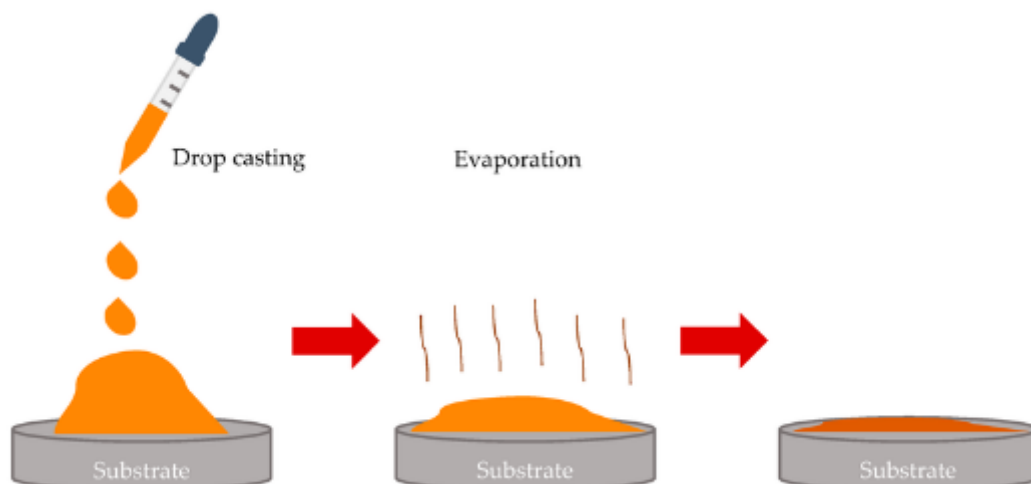 Drop casting
Evaporation
Substrate
Substrate
Substrate